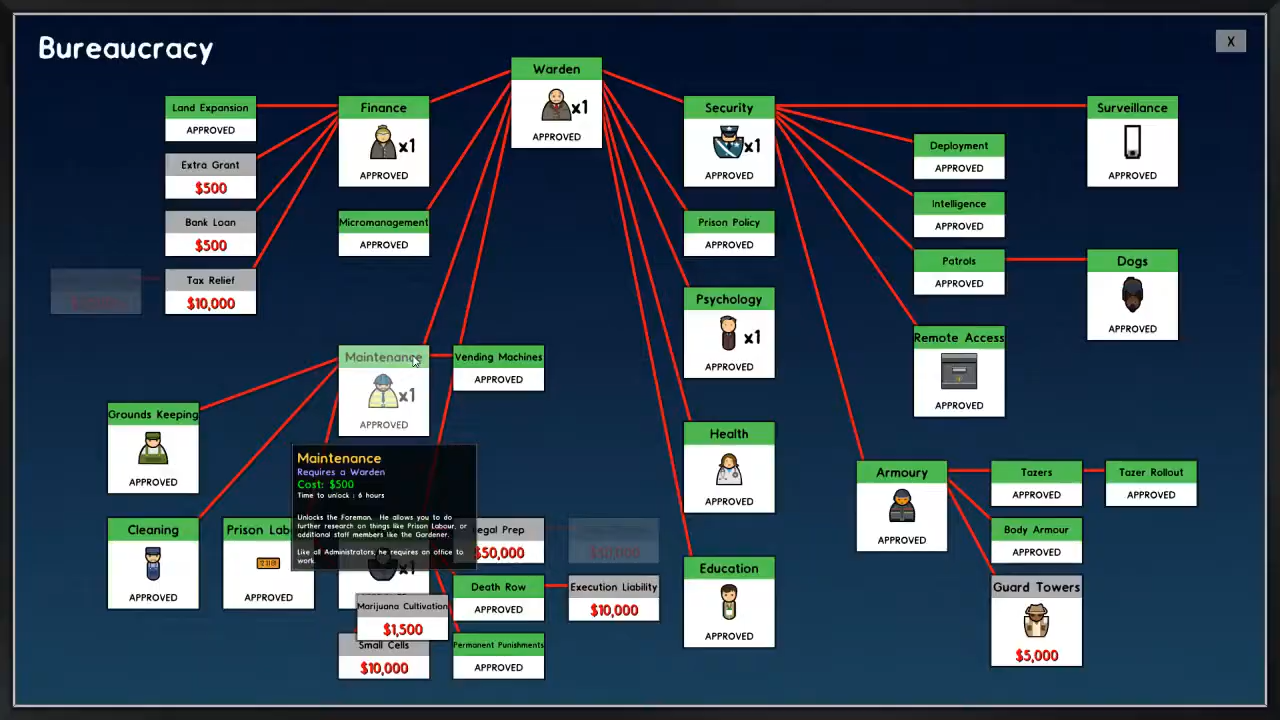 Bureaucracy
X
Warden
x1
APPROVED
Land Expansion
APPROVED
Finance
x1
APPROVED
Security
x1
APPROVED
Surveillance
APPROVED
Extra Grant
$500
Deployment
APPROVED
Bank Loan
$500
Micromanagement
APPROVED
Prison Policy
APPROVED
Intelligence
APPROVED
Tax Relief
$10,000
Patrols
APPROVED
Dogs
APPROVED
Psychology
x1
APPROVED
Remote Access
APPROVED
Maintenance
x1
APPROVED
Vending Machines
APPROVED
Grounds Keeping
APPROVED
Health
APPROVED
Maintenance
Requires a Warden
Cost: $500
Time to unlock : 6 hours
Unlocks the Foreman. He allows you to do
further research on things like Prison Labour, or
additional staff members like the Gardener.
Like all Administrators, he requires an office to
work.
Armoury
APPROVED
Tazers
APPROVED
Tazer Rollout
APPROVED
Body Armour
APPROVED
Guard Towers
$5,000
Cleaning
APPROVED
Prison Labo
APPROVED
x1
egal Prep
$50,000
Death Row
APPROVED
Execution Liability
$10,000
Education
APPROVED
Marijuana Cultivation
$1,500
Small Cells
$10,000
Permanent Punishments
APPROVED